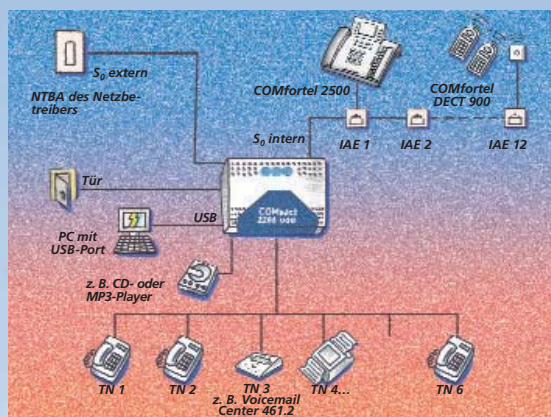 S₀ extern
NTBA des Netzbe-
treibers
COMfortel 2500
COMfortel
DECT 900
S₀ intern
IAE 1
IAE 2
IAE 12
Tür
USB
PC mit
USB-Port
z. B. CD- oder
MP3-Player
TN 1
TN 2
TN 3
z. B. Voicemail
Center 461.2
TN 4...
TN 6